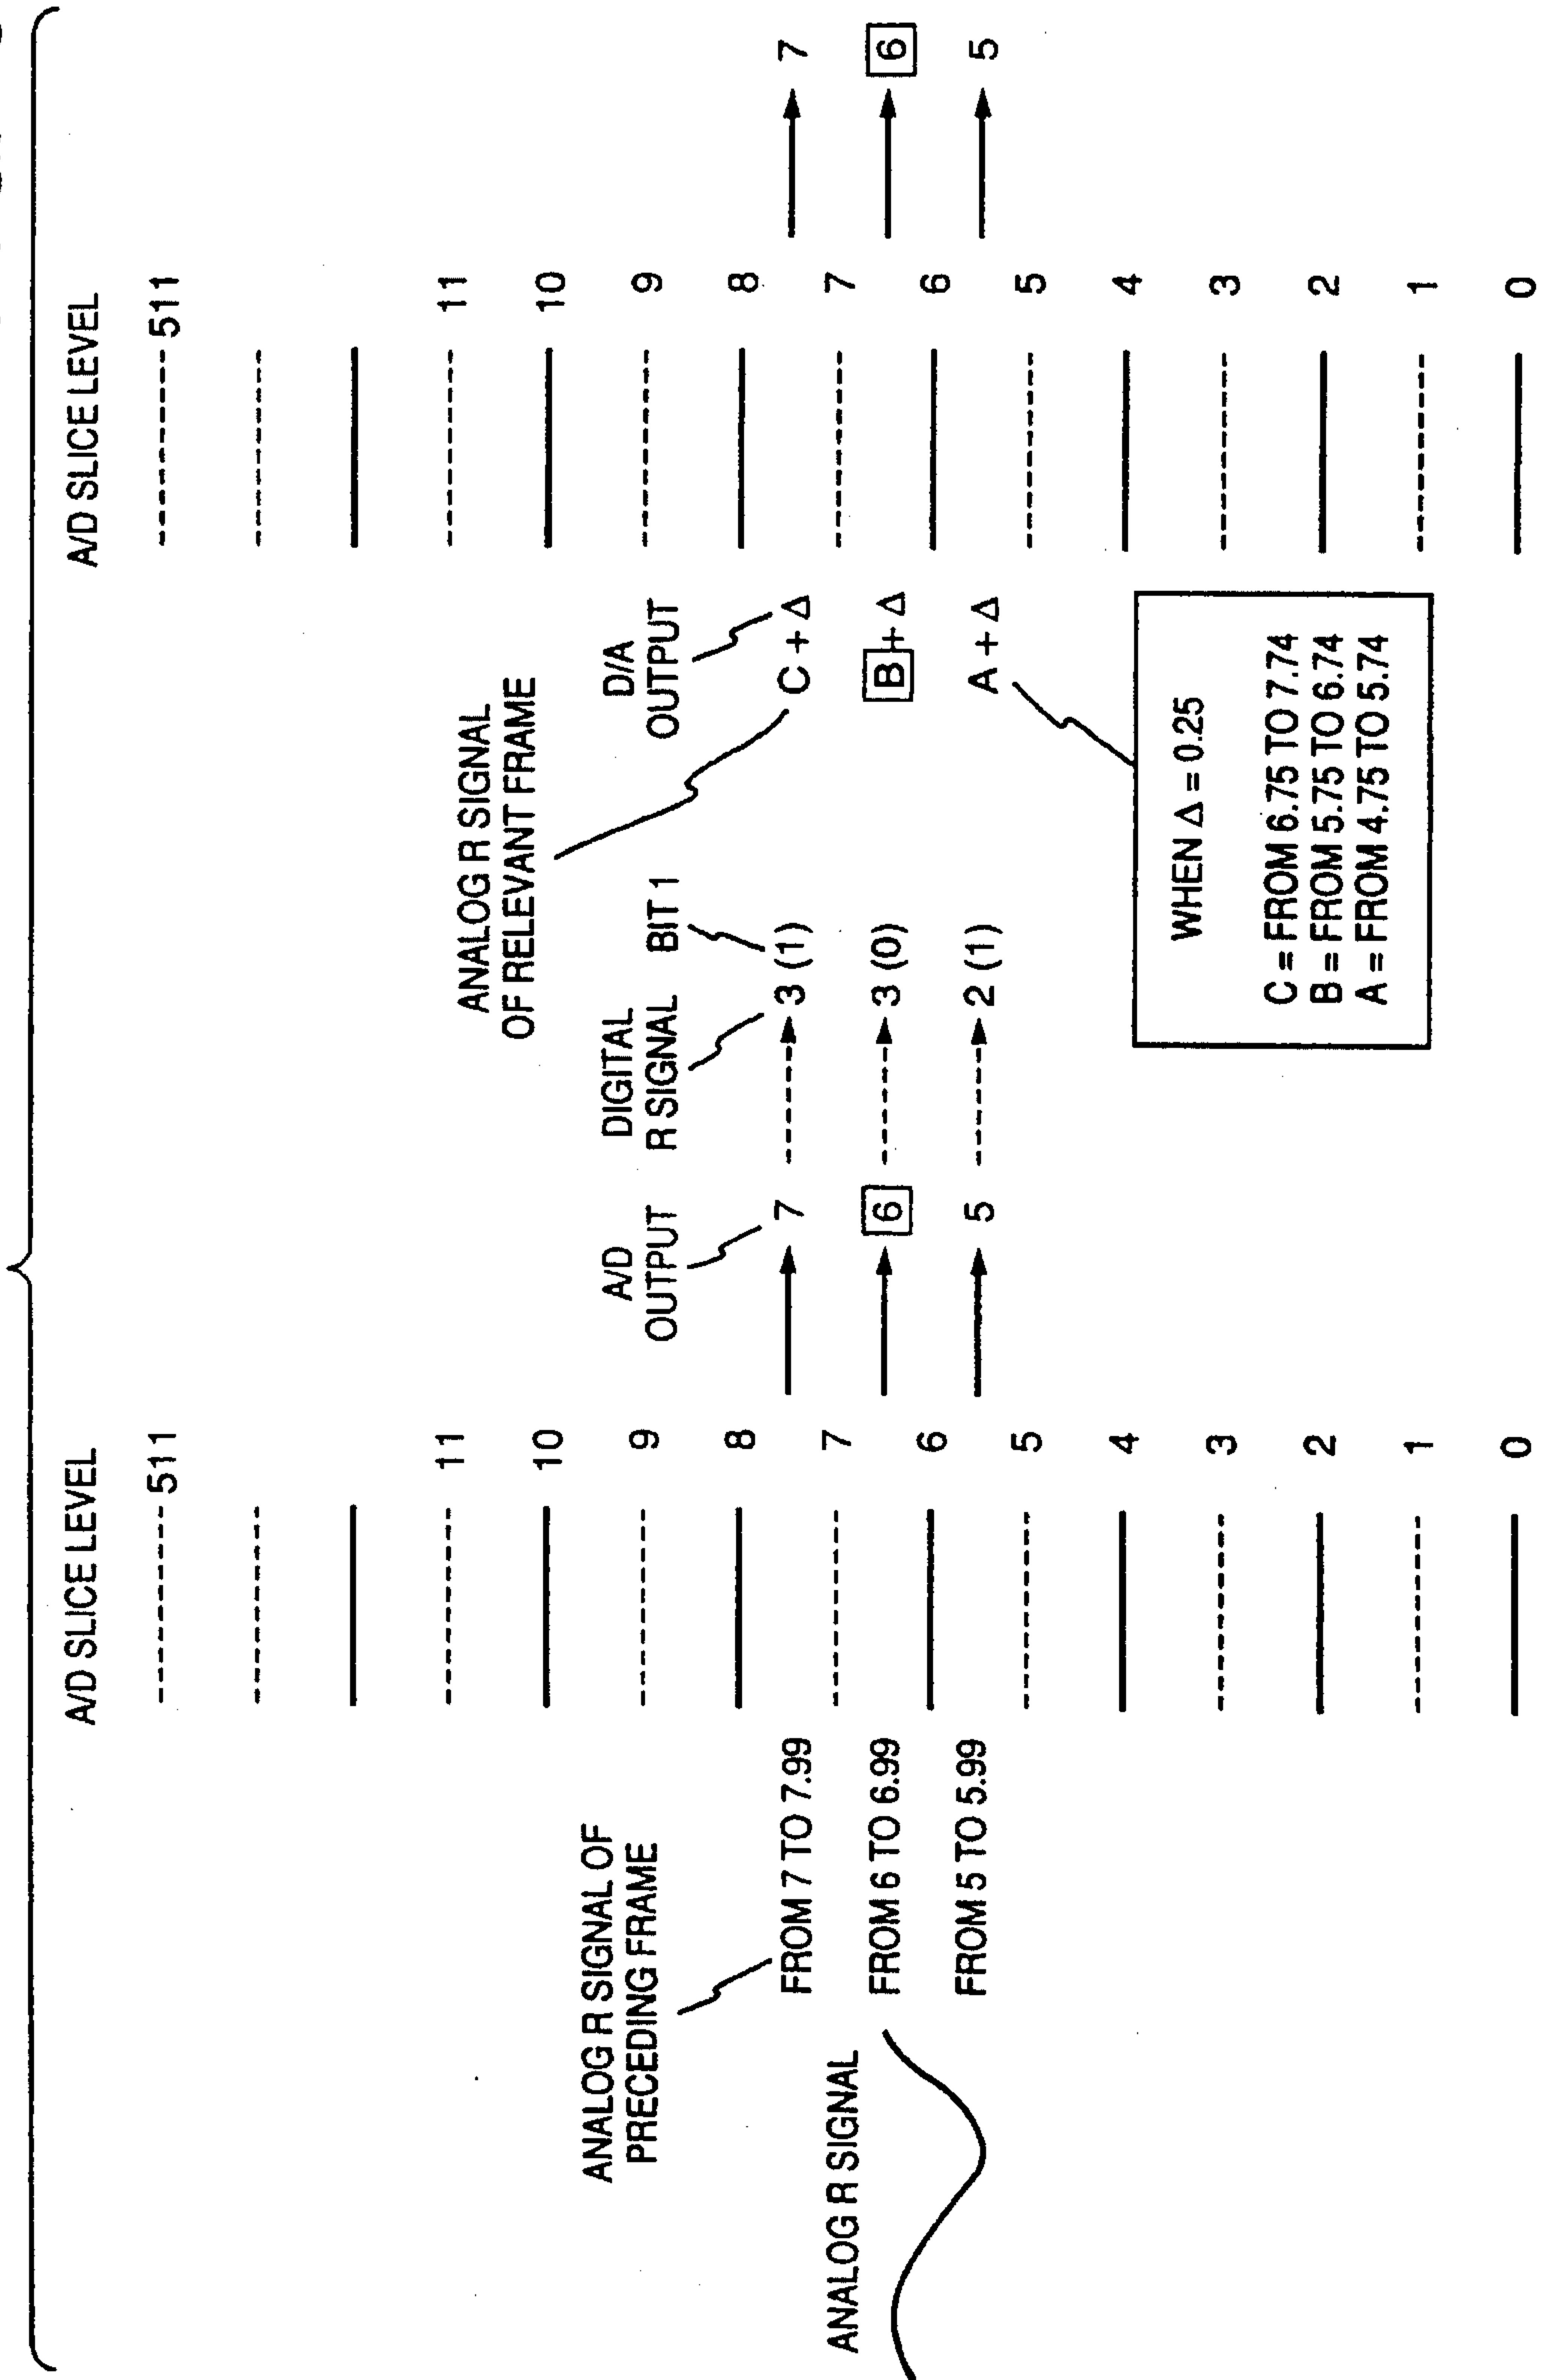 A/D SLICE LEVEL
511
11
10
9
8
7
6
5
4
3
2
1
0
ANALOG R SIGNAL OF
PRECEDING FRAME
FROM 7 TO 7.99
FROM 6 TO 6.99
FROM 5 TO 5.99
ANALOG R SIGNAL
A/D
OUTPUT
7
6
5
DIGITAL
R SIGNAL
BIT 1
3 (1)
3 (0)
2 (1)
ANALOG R SIGNAL
OF RELEVANT FRAME
D/A
OUTPUT
C + Δ
B + Δ
A + Δ
WHEN Δ = 0.25
C = FROM 6.75 TO 7.74
B = FROM 5.75 TO 6.74
A = FROM 4.75 TO 5.74
A/D SLICE LEVEL
511
11
10
9
8
7
6
5
4
3
2
1
0
7
6
5